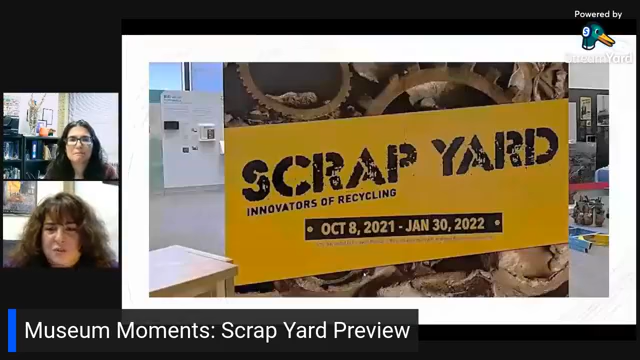 Powered by
StreamYard
SCRAP YARD
INNOVATORS OF RECYCLING
• OCT 8, 2021 - JAN 30, 2022 •
Museum Moments: Scrap Yard Preview